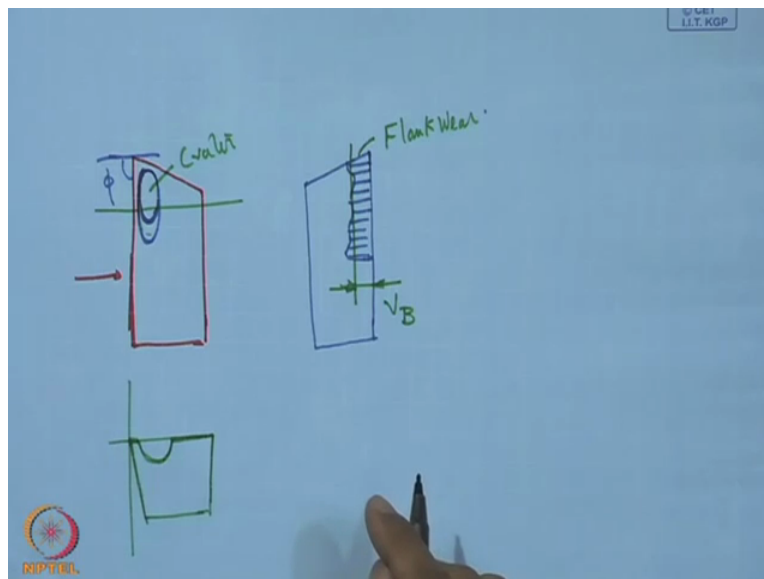 © CET
I.I.T. KGP
Crater
Flank Wear
φ
V_B
NPTEL